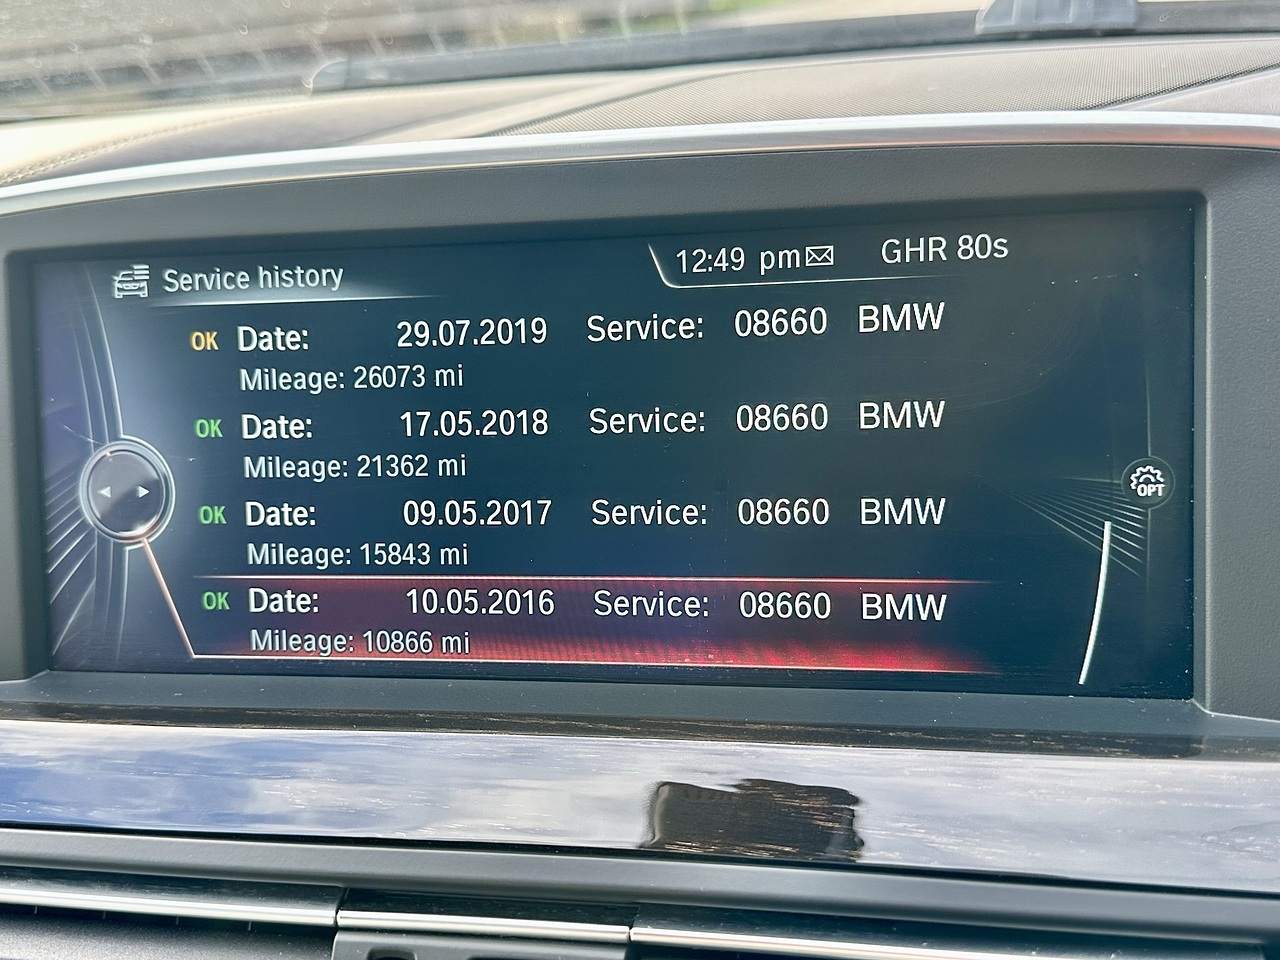 Service history 12:49 pm GHR 80s
OK Date: 29.07.2019 Service: 08660 BMW
Mileage: 26073 mi
OK Date: 17.05.2018 Service: 08660 BMW
Mileage: 21362 mi
OK Date: 09.05.2017 Service: 08660 BMW
Mileage: 15843 mi
OK Date: 10.05.2016 Service: 08660 BMW
Mileage: 10866 mi
OPT